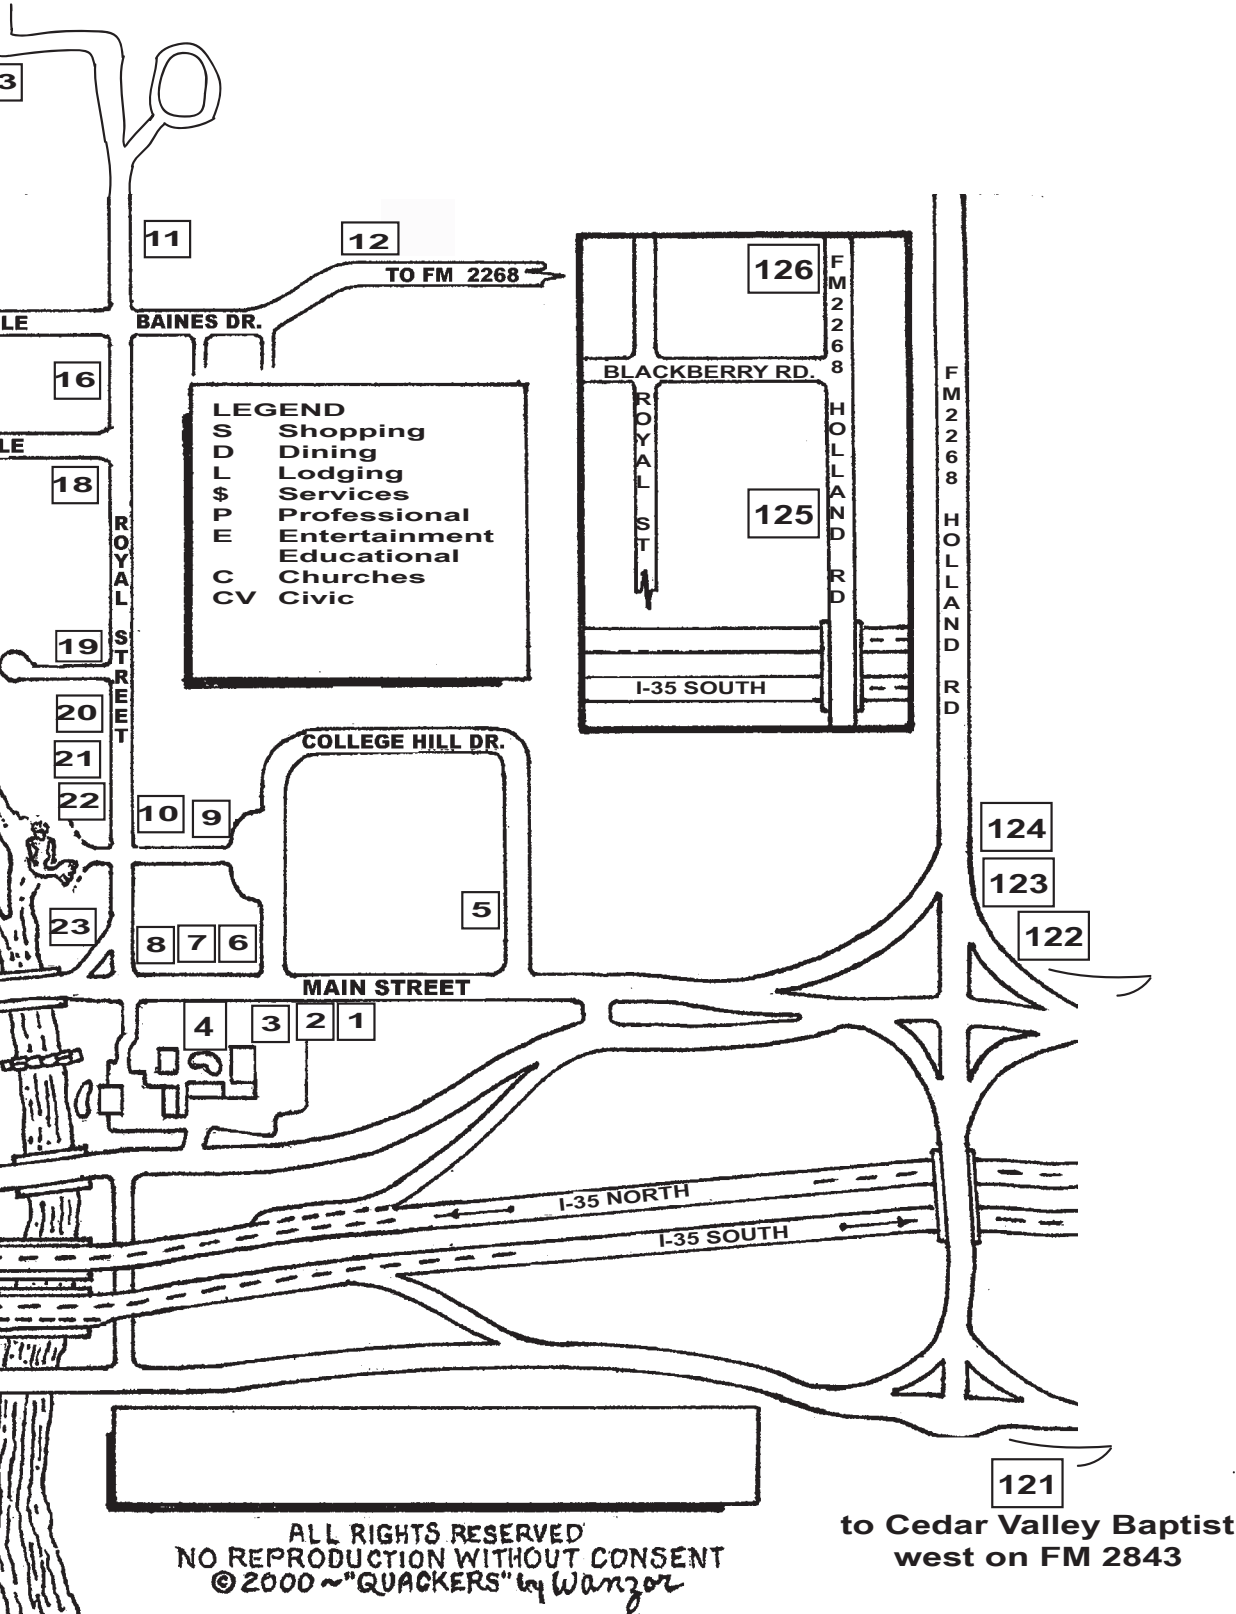 3
11
12
TO FM 2268
LE
BAINES DR.
16
LE
18
ROYAL STREET
19
20
21
22
10
9
23
8
7
6
LEGEND
S Shopping
D Dining
L Lodging
$ Services
P Professional
E Entertainment
Educational
C Churches
CV Civic
126
FM 2268 HOLLAND RD
BLACKBERRY RD.
ROYAL ST
125
I-35 SOUTH
FM 2268 HOLLAND RD
COLLEGE HILL DR.
5
124
123
122
MAIN STREET
4
3
2
1
I-35 NORTH
I-35 SOUTH
121
to Cedar Valley Baptist
west on FM 2843
ALL RIGHTS RESERVED
NO REPRODUCTION WITHOUT CONSENT
© 2000 ~ "QUACKERS" by Wanzor